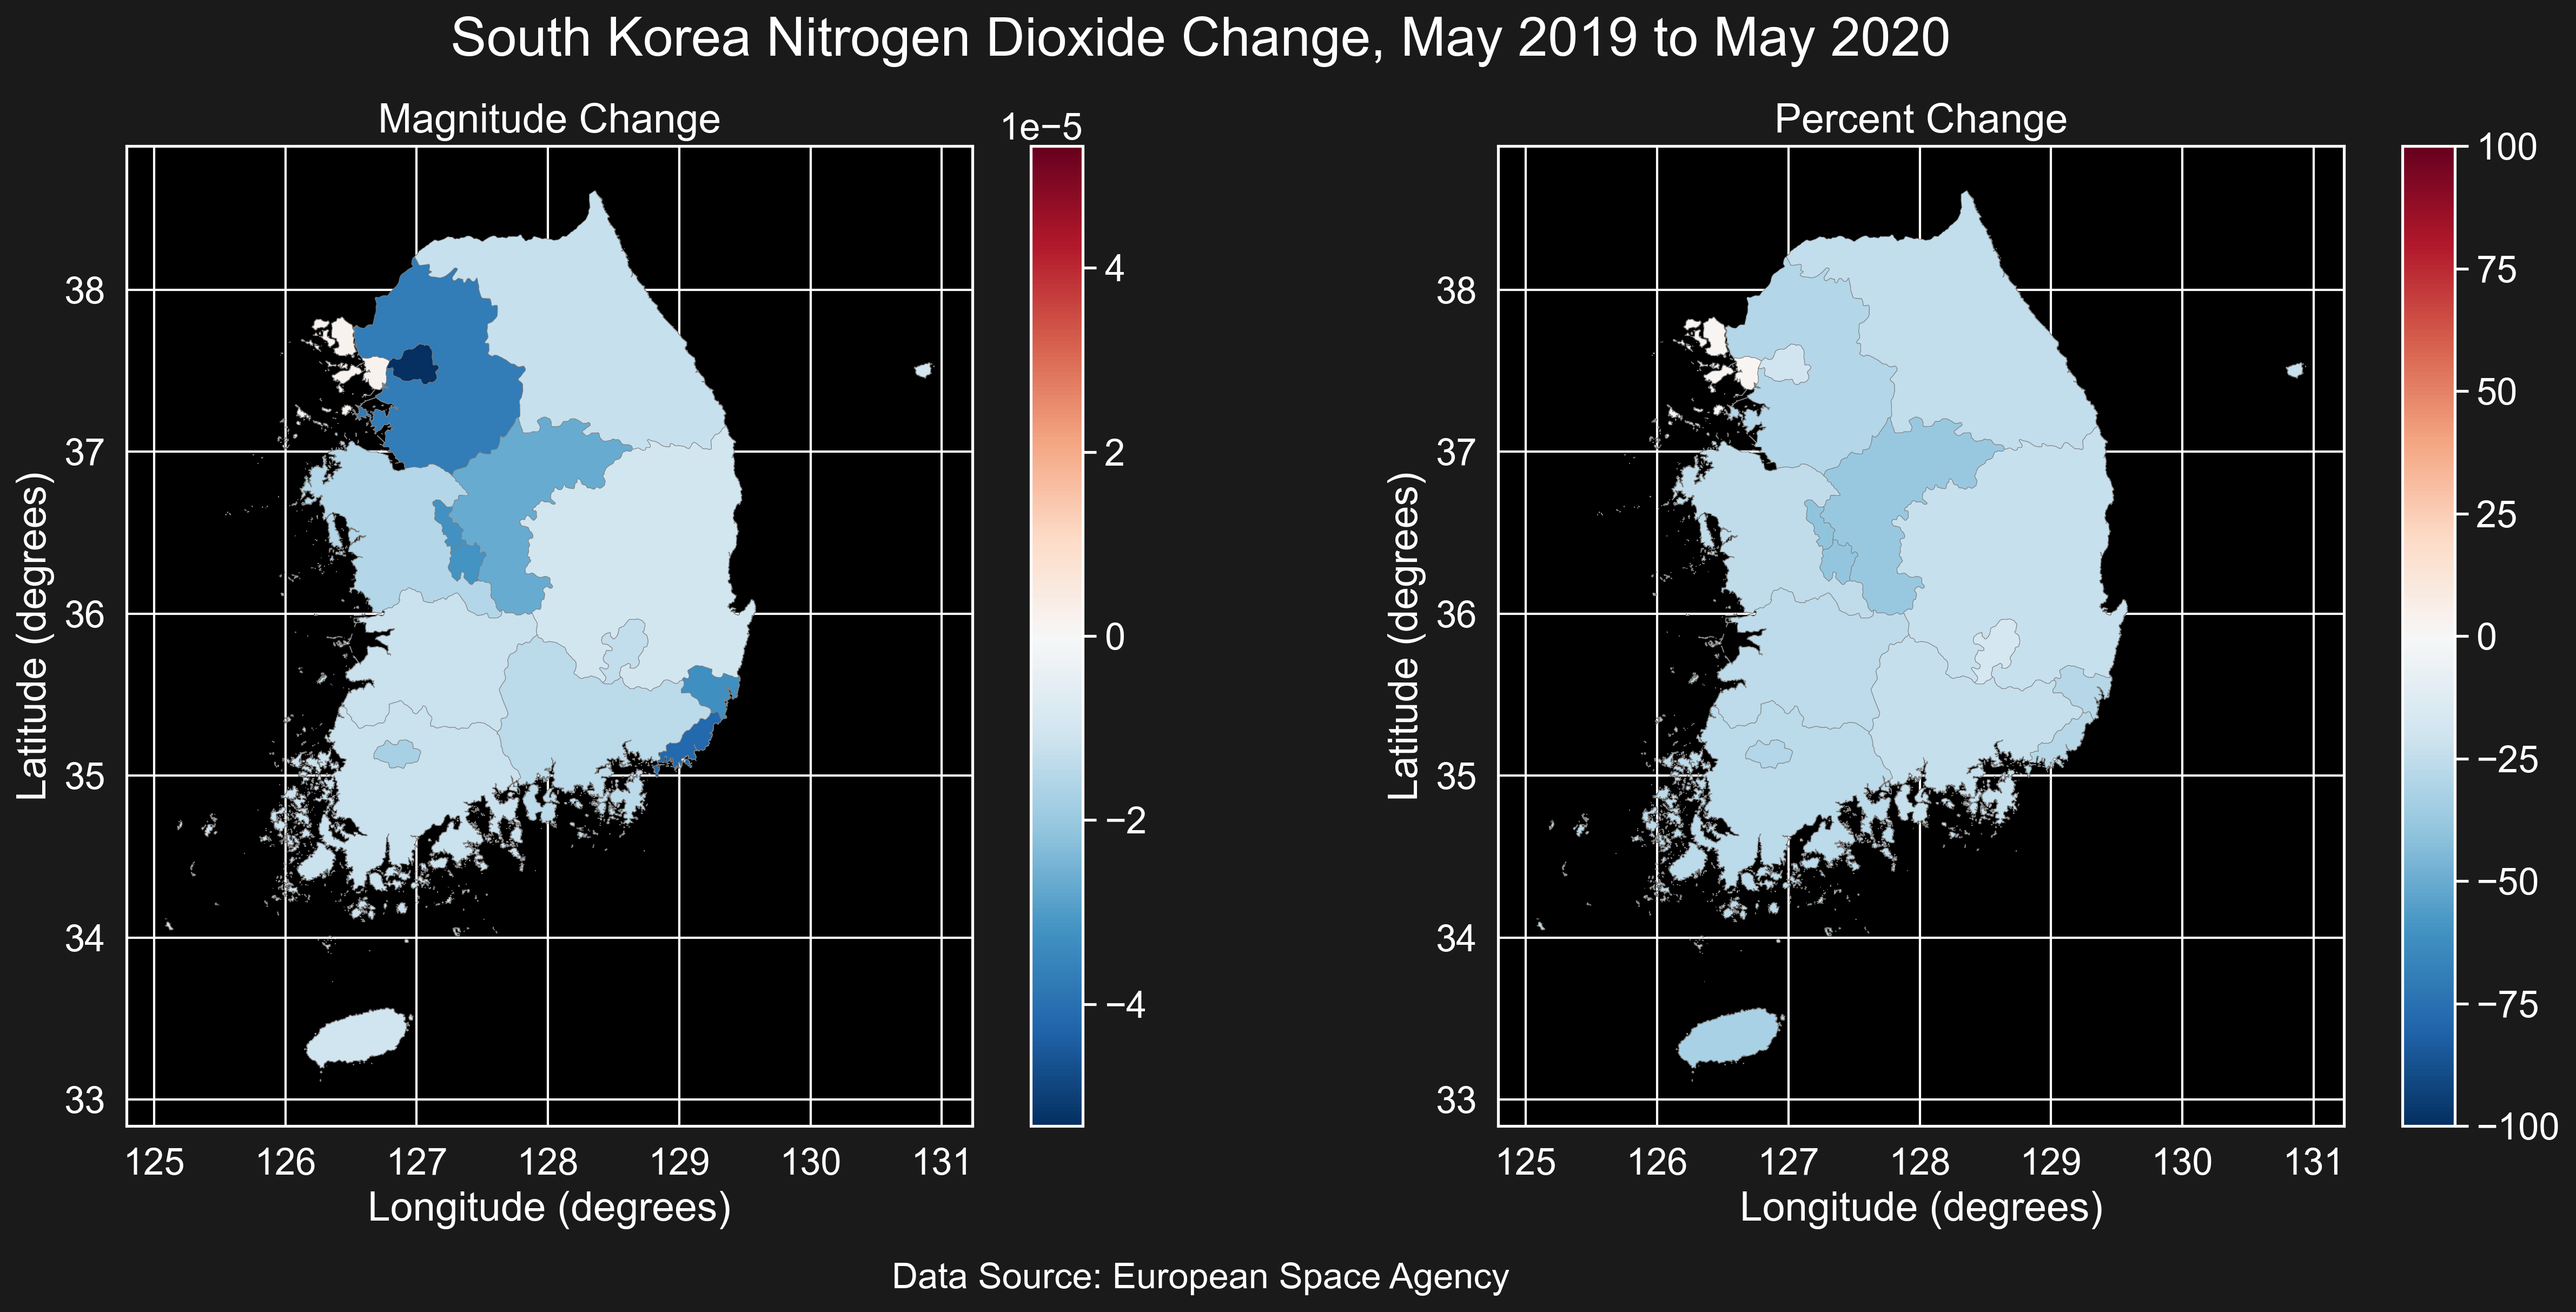 South Korea Nitrogen Dioxide Change, May 2019 to May 2020
Magnitude Change
1e−5
38
37
36
35
34
33
Latitude (degrees)
125 126 127 128 129 130 131
Longitude (degrees)
4
2
0
−2
−4
Percent Change
38
37
36
35
34
33
Latitude (degrees)
125 126 127 128 129 130 131
Longitude (degrees)
100
75
50
25
0
−25
−50
−75
−100
Data Source: European Space Agency